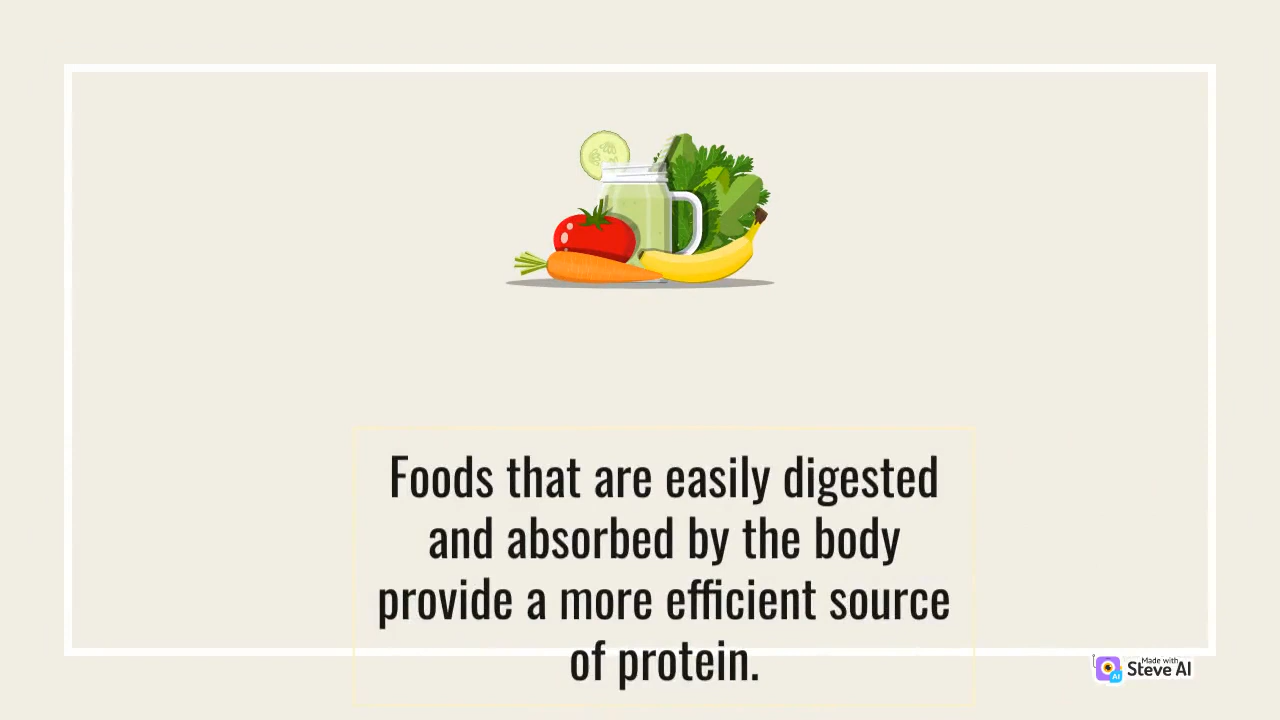 Foods that are easily digested
and absorbed by the body
provide a more efficient source
of protein.
Made with
Steve AI
AI